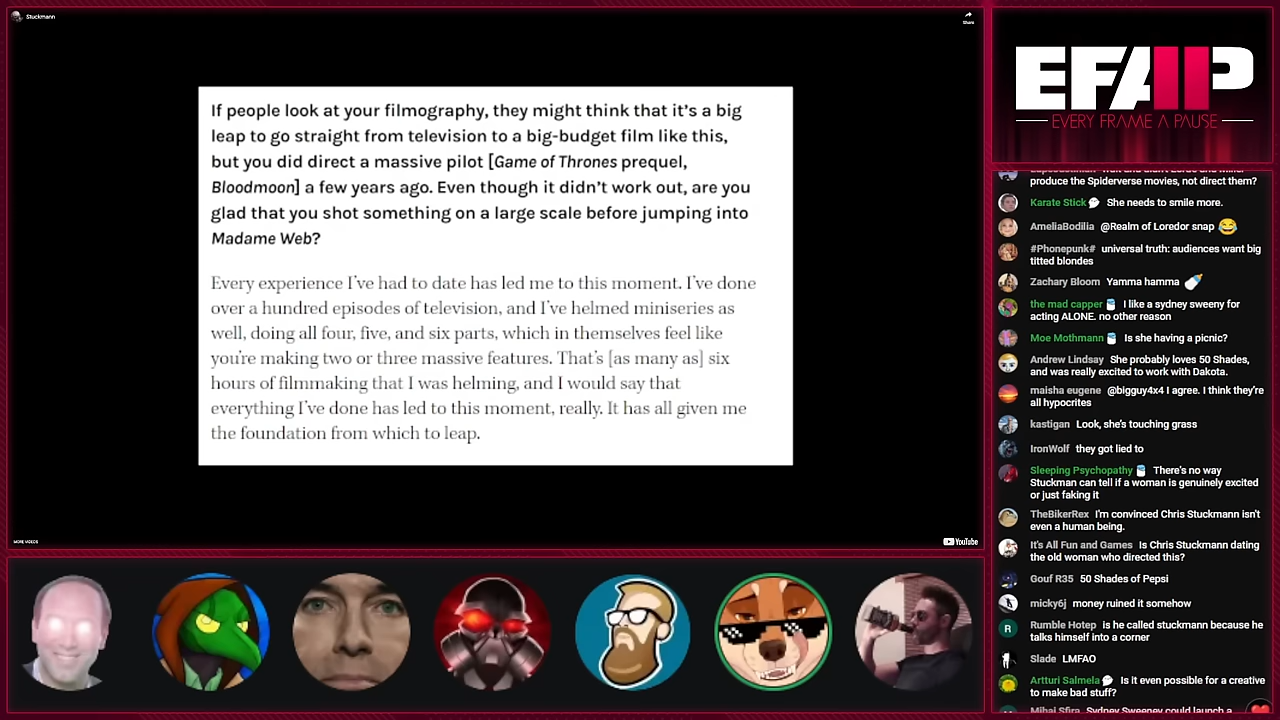 Stuckmann
Share
If people look at your filmography, they might think that it's a big
leap to go straight from television to a big-budget film like this,
but you did direct a massive pilot [Game of Thrones prequel,
Bloodmoon] a few years ago. Even though it didn't work out, are you
glad that you shot something on a large scale before jumping into
Madame Web?
Every experience I've had to date has led me to this moment. I've done
over a hundred episodes of television, and I've helmed miniseries as
well, doing all four, five, and six parts, which in themselves feel like
you're making two or three massive features. That's [as many as] six
hours of filmmaking that I was helming, and I would say that
everything I've done has led to this moment, really. It has all given me
the foundation from which to leap.
MORE VIDEOS
YouTube
EFAP
EVERY FRAME A PAUSE
produce the Spiderverse movies, not direct them?
Karate Stick She needs to smile more.
AmeliaBodilia @Realm of Loredor snap
#Phonepunk# universal truth: audiences want big
titted blondes
Zachary Bloom Yamma hamma
the mad capper I like a sydney sweeny for
acting ALONE. no other reason
Moe Mothmann Is she having a picnic?
Andrew Lindsay She probably loves 50 Shades,
and was really excited to work with Dakota.
maisha eugene @bigguy4x4 I agree. I think they're
all hypocrites
kastigan Look, she's touching grass
IronWolf they got lied to
Sleeping Psychopathy There's no way
Stuckman can tell if a woman is genuinely excited
or just faking it
TheBikerRex I'm convinced Chris Stuckmann isn't
even a human being.
It's All Fun and Games Is Chris Stuckmann dating
the old woman who directed this?
Gouf R35 50 Shades of Pepsi
micky6j money ruined it somehow
R
Rumble Hotep is he called stuckmann because he
talks himself into a corner
Slade LMFAO
Artturi Salmela Is it even possible for a creative
to make bad stuff?
Mihai Sfira Sydney Sweeney could launch a